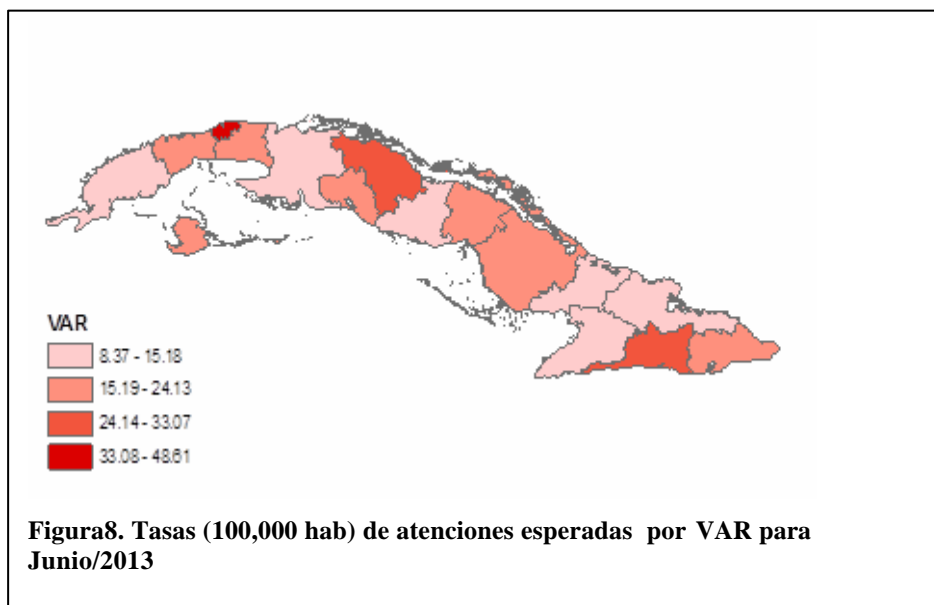 VAR
8.37 - 15.18
15.19 - 24.13
24.14 - 33.07
33.08 - 48.61
Figura8. Tasas (100,000 hab) de atenciones esperadas por VAR para
Junio/2013